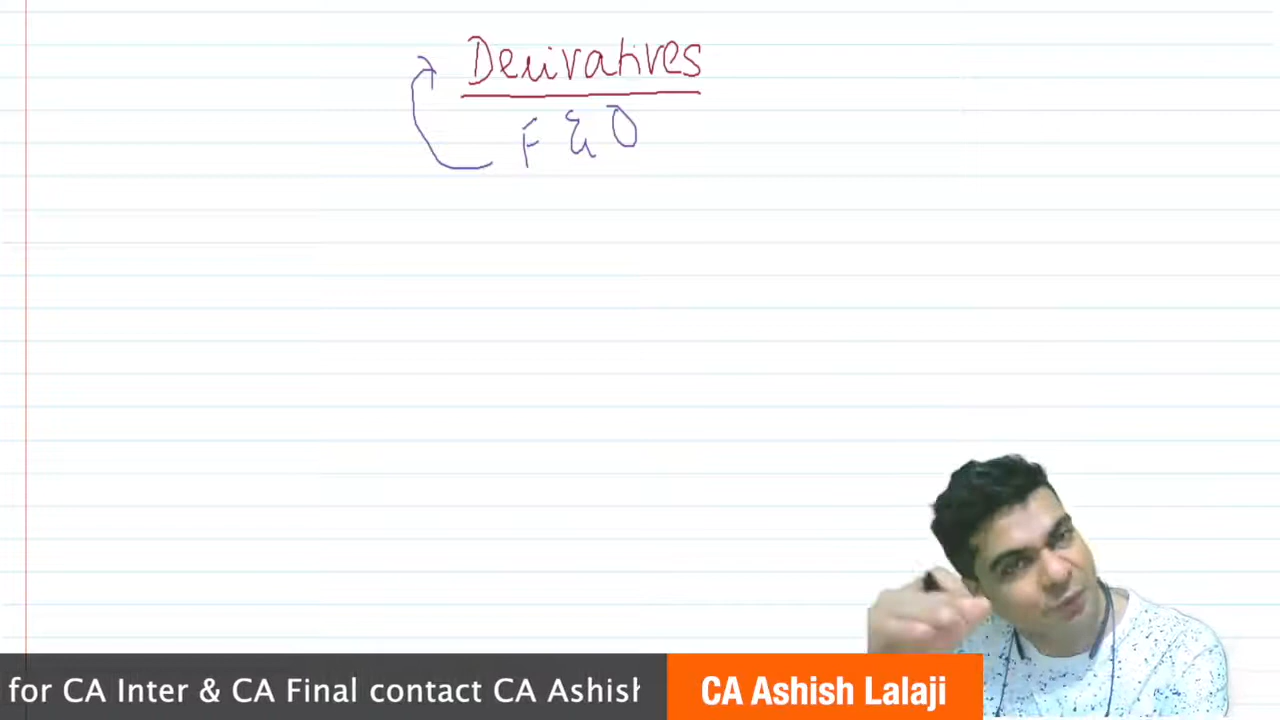 Derivatives
F & O
for CA Inter & CA Final contact CA Ashish
CA Ashish Lalaji